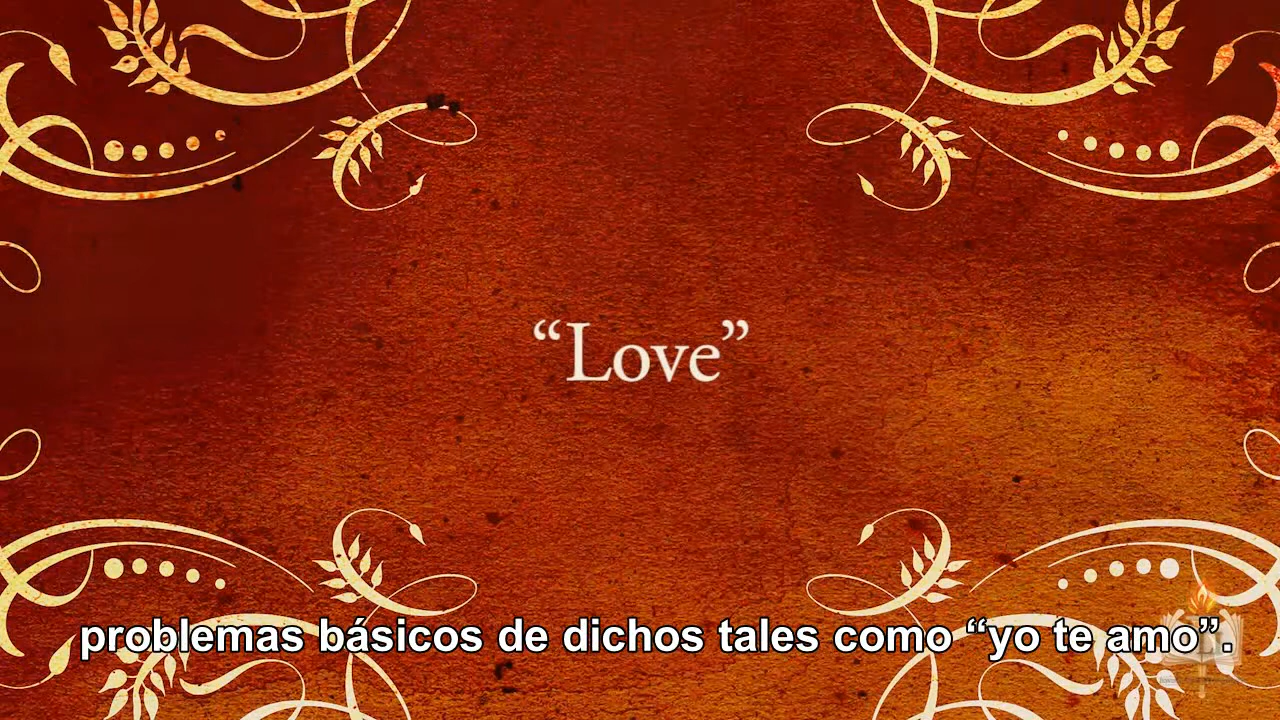 “Love”
problemas básicos de dichos tales como “yo te amo”.